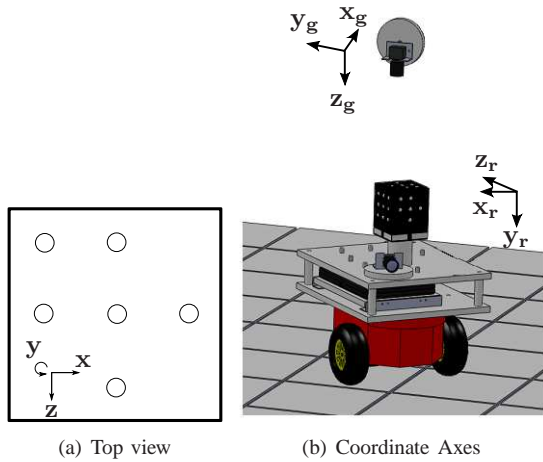 x_g
y_g
z_g
z_r
x_r
y_r
y
x
z
(a) Top view
(b) Coordinate Axes